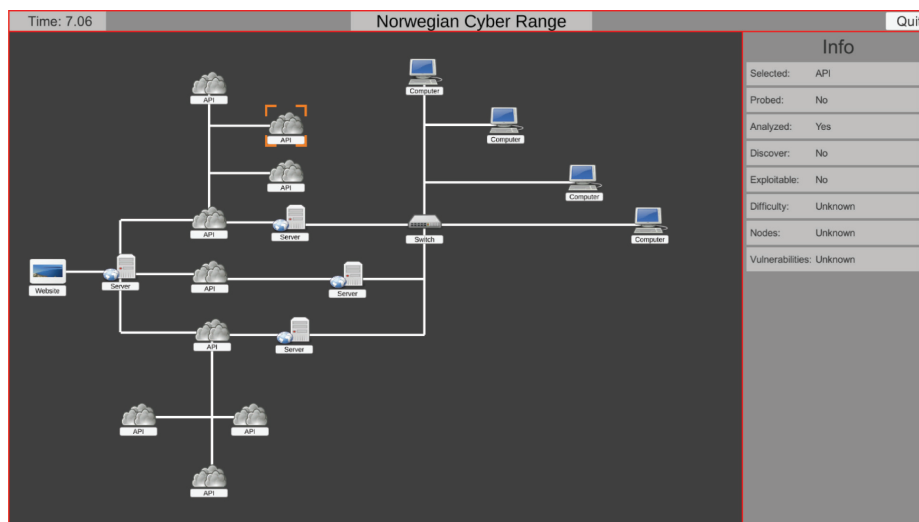 Time: 7.06
Norwegian Cyber Range
Quit
Info
Selected: API
Probed: No
Analyzed: Yes
Discover: No
Exploitable: No
Difficulty: Unknown
Nodes: Unknown
Vulnerabilities: Unknown
API
Computer
API
Computer
API
Computer
API
Server
Switch
Computer
Website
Server
API
Server
API
Server
API
API
API